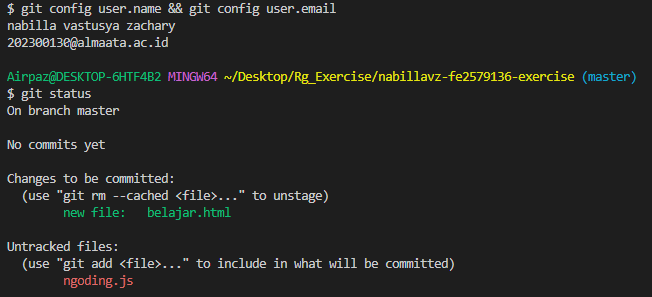 $ git config user.name && git config user.email
nabilla vastusya zachary
202300130@almaata.ac.id
Airpaz@DESKTOP-6HTF4B2 MINGW64 ~/Desktop/Rg_Exercise/nabillavz-fe2579136-exercise (master)
$ git status
On branch master
No commits yet
Changes to be committed:
(use "git rm --cached <file>..." to unstage)
new file:   belajar.html
Untracked files:
(use "git add <file>..." to include in what will be committed)
ngoding.js